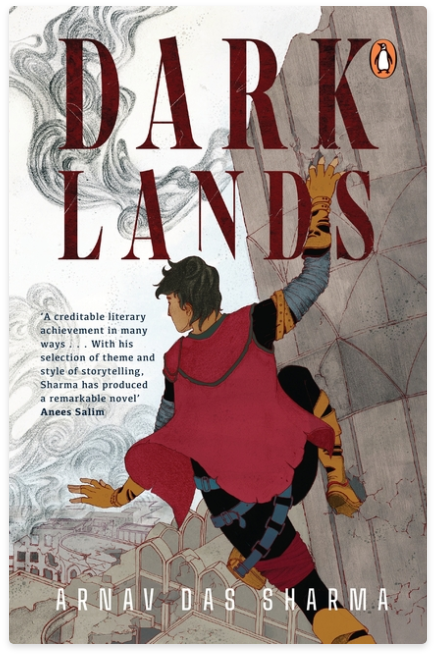 DARK
LANDS
‘A creditable literary
achievement in many
ways . . . With his
selection of theme and
style of storytelling,
Sharma has produced
a remarkable novel’
Anees Salim
ARNAV DAS SHARMA